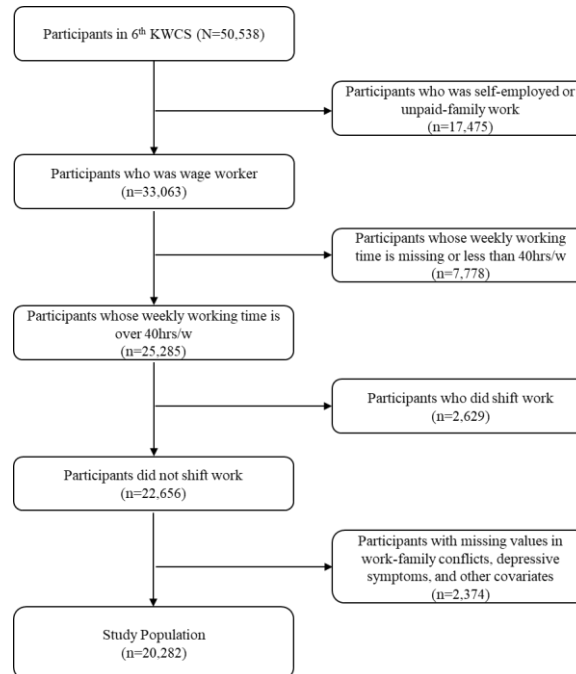 Participants in 6th KWCS (N=50,538)
Participants who was self-employed or
unpaid-family work
(n=17,475)
Participants who was wage worker
(n=33,063)
Participants whose weekly working
time is missing or less than 40hrs/w
(n=7,778)
Participants whose weekly working time is
over 40hrs/w
(n=25,285)
Participants who did shift work
(n=2,629)
Participants did not shift work
(n=22,656)
Participants with missing values in
work-family conflicts, depressive
symptoms, and other covariates
(n=2,374)
Study Population
(n=20,282)